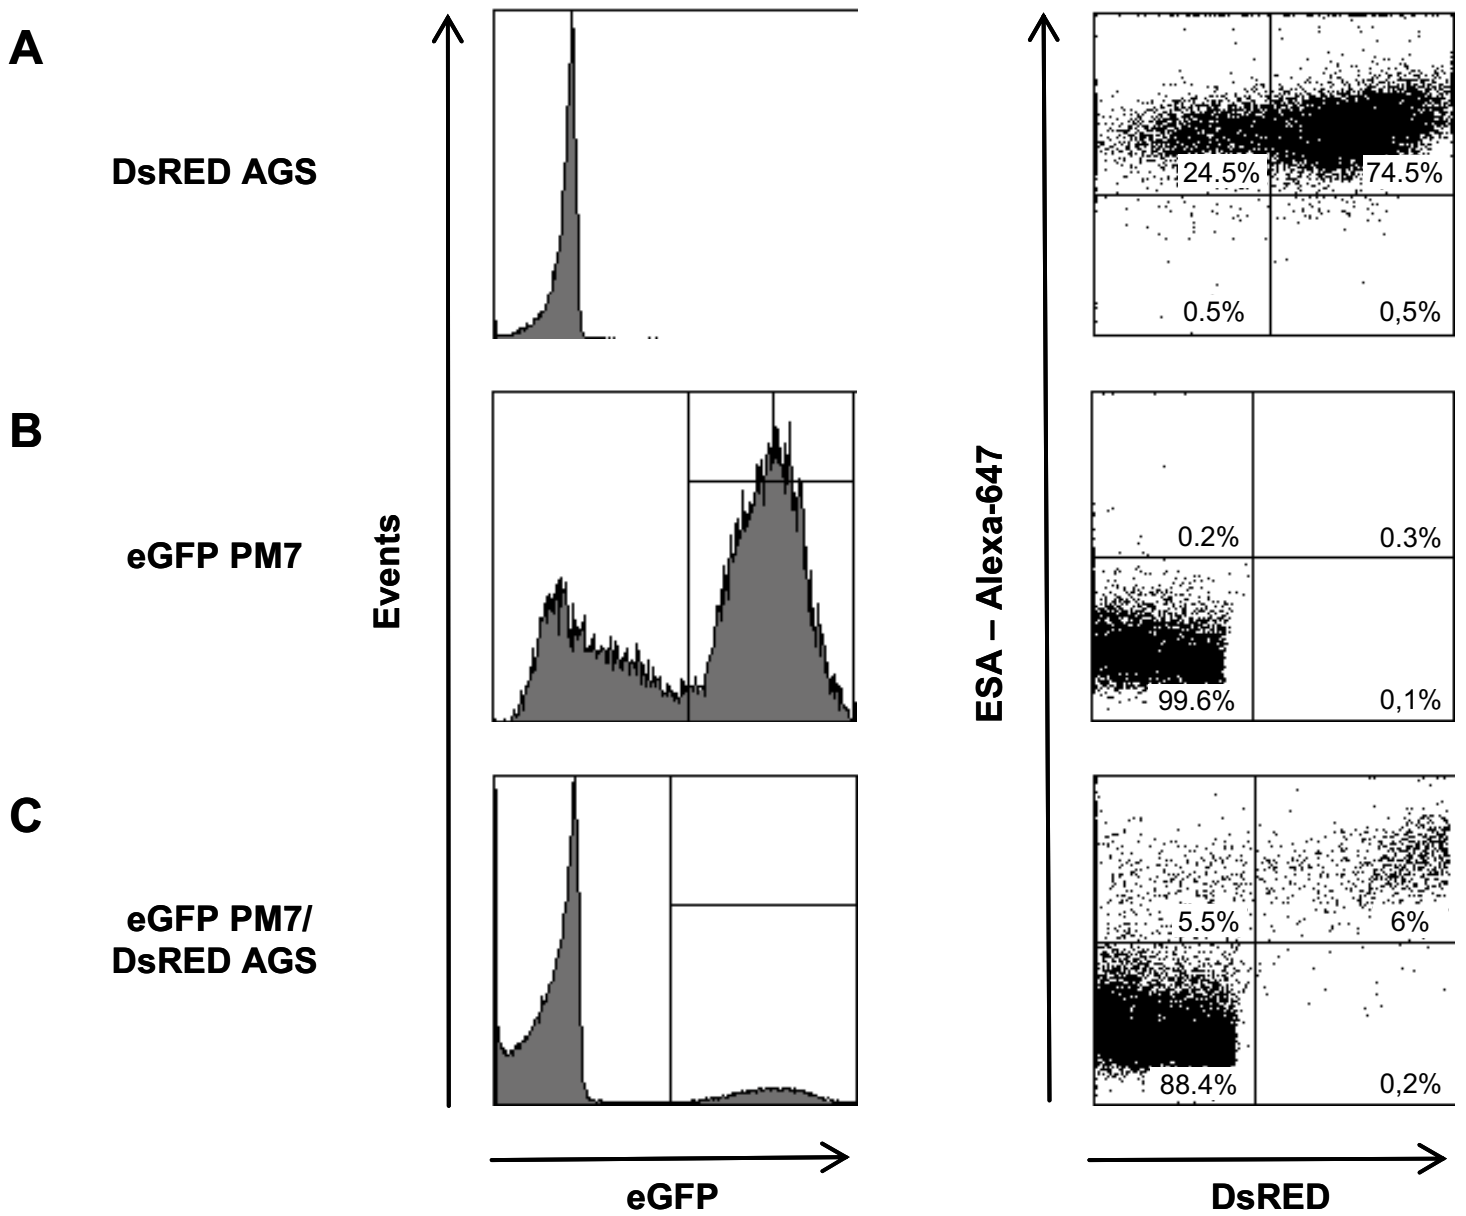 A
DsRED AGS
24.5%
74.5%
0.5%
0,5%
B
eGFP PM7
Events
ESA – Alexa-647
0.2%
0.3%
99.6%
0,1%
C
eGFP PM7/
DsRED AGS
5.5%
6%
88.4%
0,2%
eGFP
DsRED